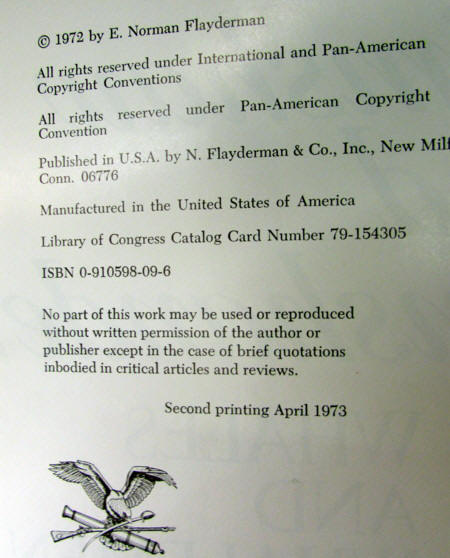 © 1972 by E. Norman Flayderman
All rights reserved under International and Pan-American
Copyright Conventions
All rights reserved under Pan-American Copyright
Convention
Published in U.S.A. by N. Flayderman & Co., Inc., New Milf
Conn. 06776
Manufactured in the United States of America
Library of Congress Catalog Card Number 79-154305
ISBN 0-910598-09-6
No part of this work may be used or reproduced
without written permission of the author or
publisher except in the case of brief quotations
inbodied in critical articles and reviews.
Second printing April 1973